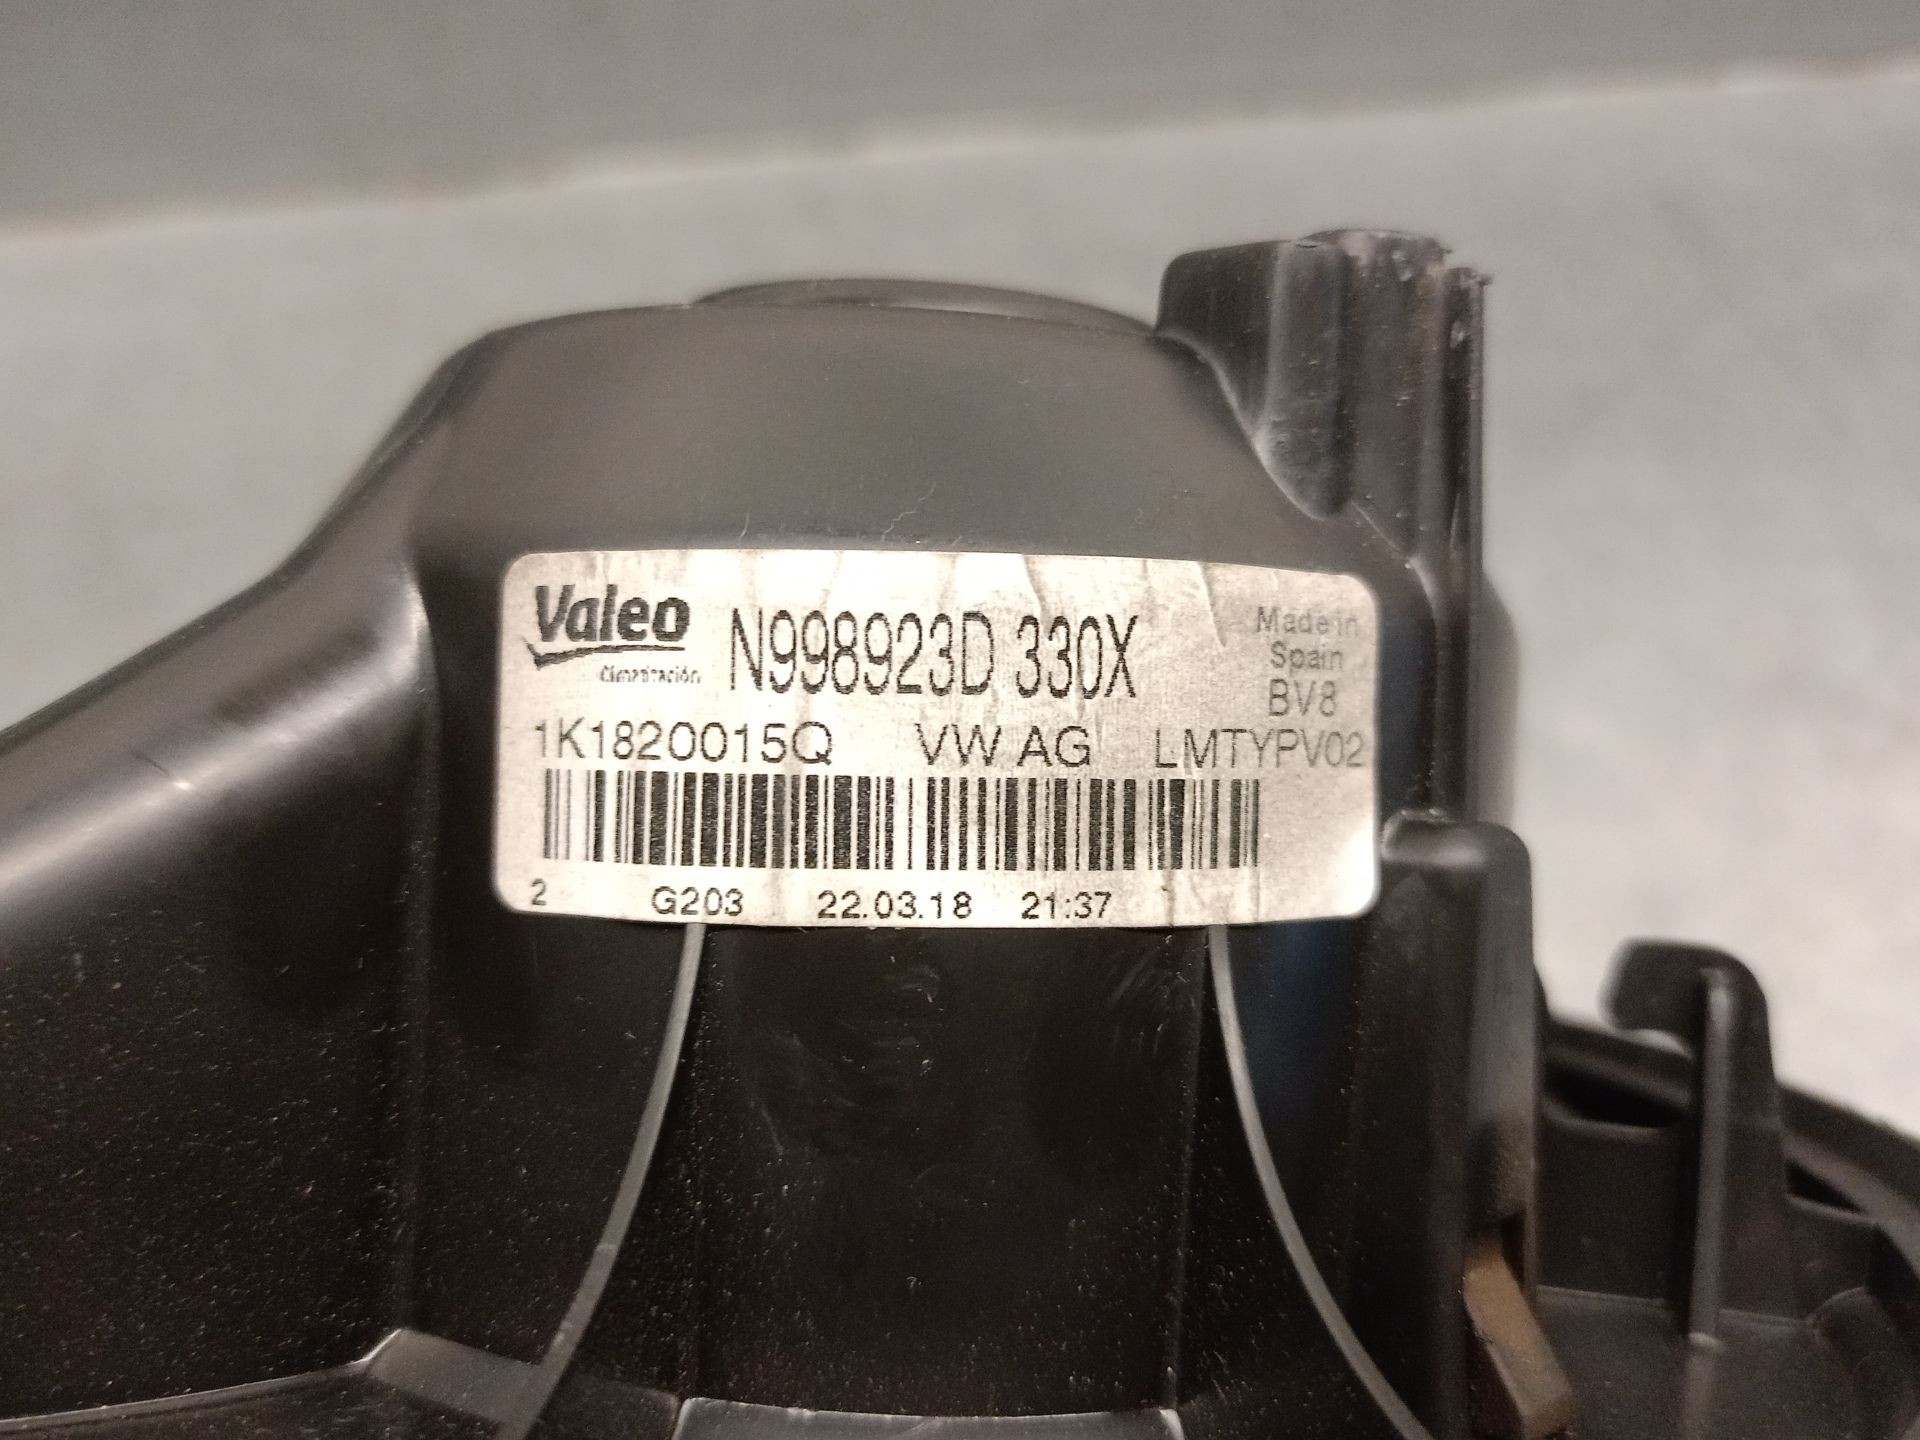 Valeo
Climatización
N998923D 330X
Made in
Spain
BV8
1K1820015Q VW AG LMTYPV02
2 G203 22.03.18 21:37